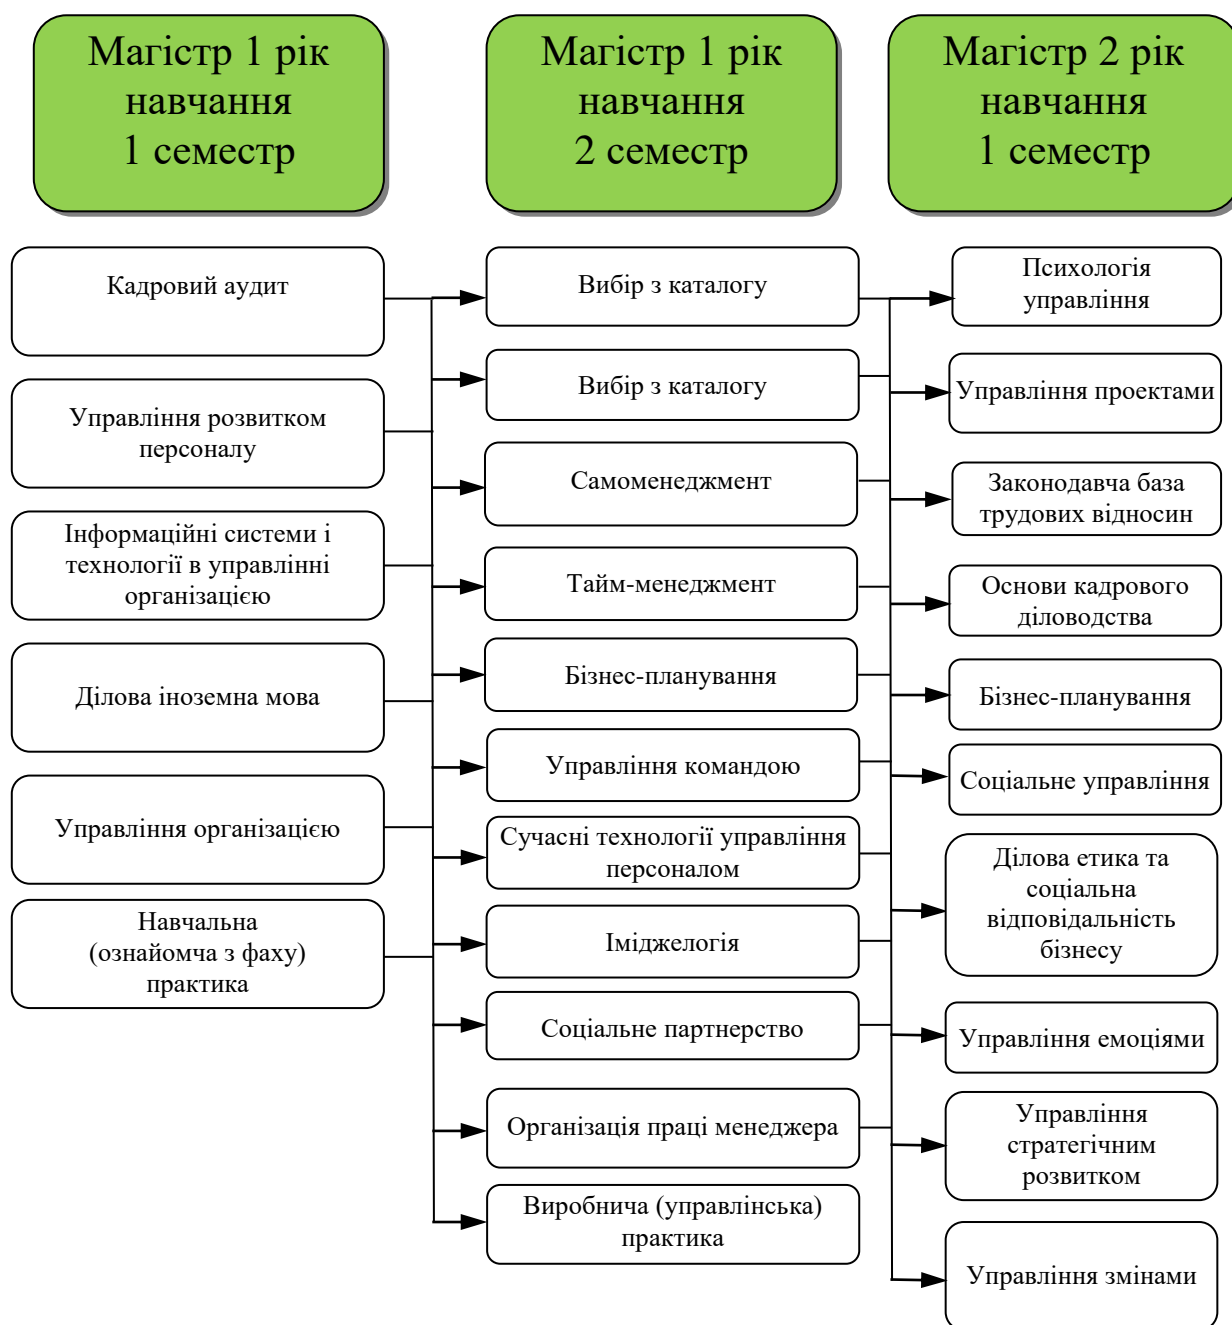 Магістр 1 рік
навчання
1 семестр
Магістр 1 рік
навчання
2 семестр
Магістр 2 рік
навчання
1 семестр
Кадровий аудит
Управління розвитком
персоналу
Інформаційні системи і
технології в управлінні
організацією
Ділова іноземна мова
Управління організацією
Навчальна
(ознайомча з фаху)
практика
Вибір з каталогу
Вибір з каталогу
Самоменеджмент
Тайм-менеджмент
Бізнес-планування
Управління командою
Сучасні технології управління
персоналом
Іміджелогія
Соціальне партнерство
Організація праці менеджера
Виробнича (управлінська)
практика
Психологія
управління
Управління проектами
Законодавча база
трудових відносин
Основи кадрового
діловодства
Бізнес-планування
Соціальне управління
Ділова етика та
соціальна
відповідальність
бізнесу
Управління емоціями
Управління
стратегічним
розвитком
Управління змінами